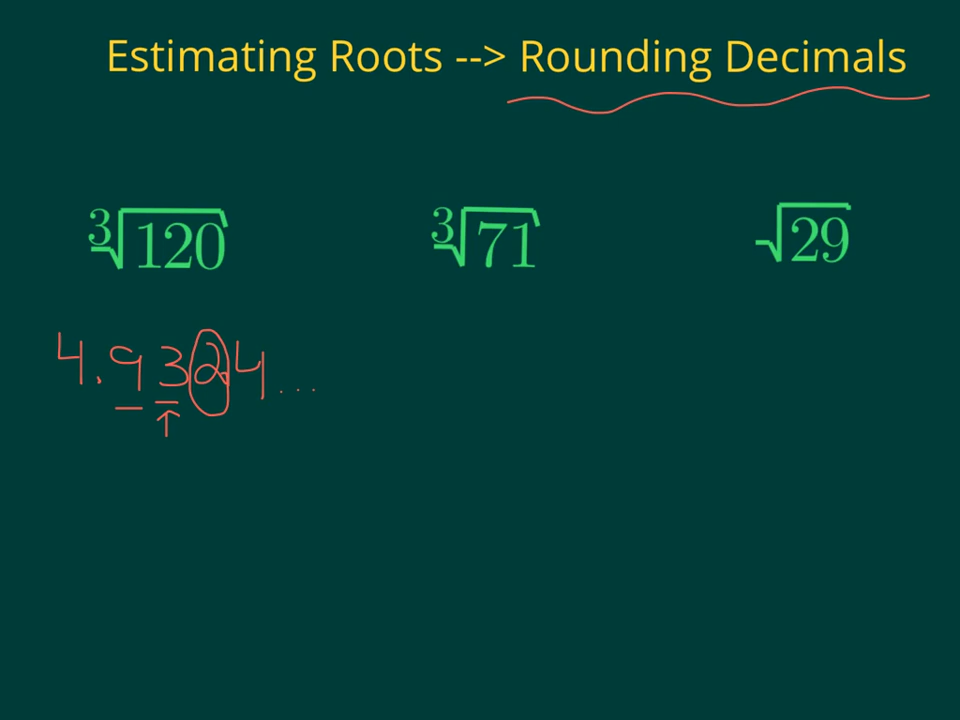 Estimating Roots --> Rounding Decimals
∛120 ∛71 √29
4.9324...